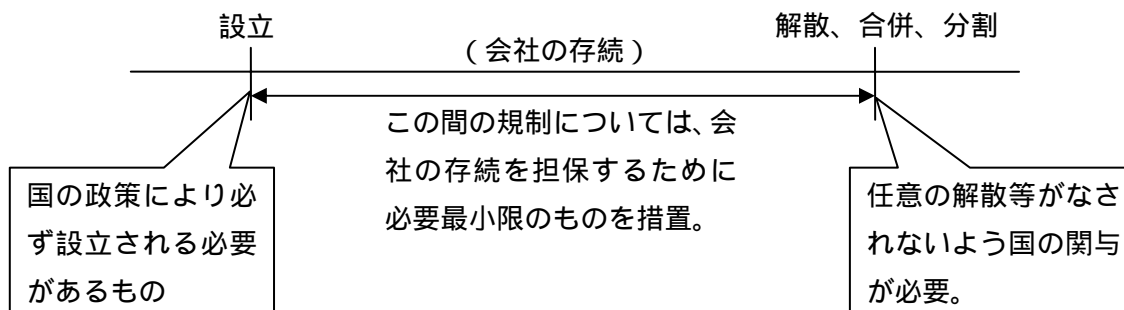 設立
解散、合併、分割
(会社の存続)
この間の規制については、会
社の存続を担保するために
必要最小限のものを措置。
国の政策により必
ず設立される必要
があるもの
任意の解散等がなさ
れないよう国の関与
が必要。